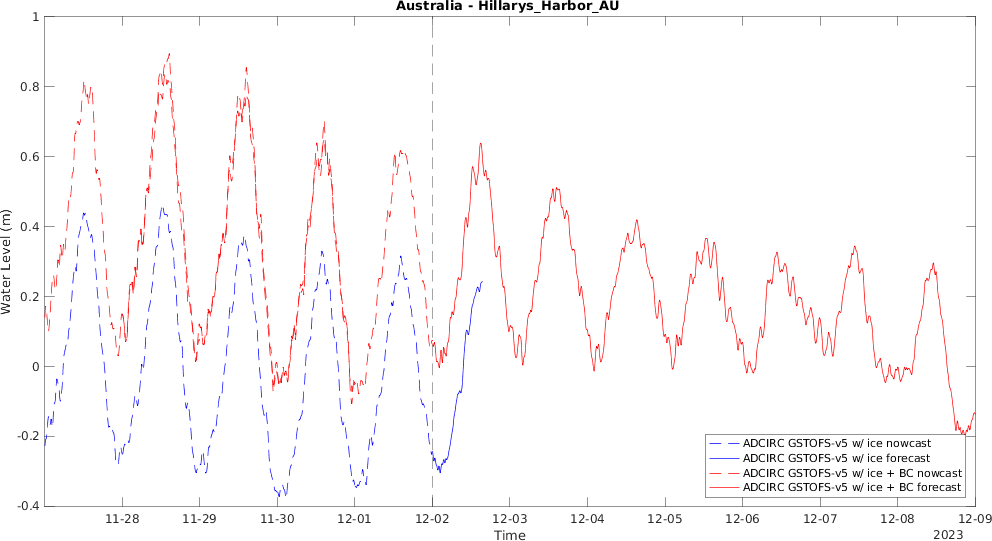 Australia - Hillarys_Harbor_AU
1
0.8
0.6
0.4
0.2
0
-0.2
-0.4
Water Level (m)
11-28 11-29 11-30 12-01 12-02 12-03 12-04 12-05 12-06 12-07 12-08 12-09
Time
2023
ADCIRC GSTOFS-v5 w/ ice nowcast
ADCIRC GSTOFS-v5 w/ ice forecast
ADCIRC GSTOFS-v5 w/ ice + BC nowcast
ADCIRC GSTOFS-v5 w/ ice + BC forecast